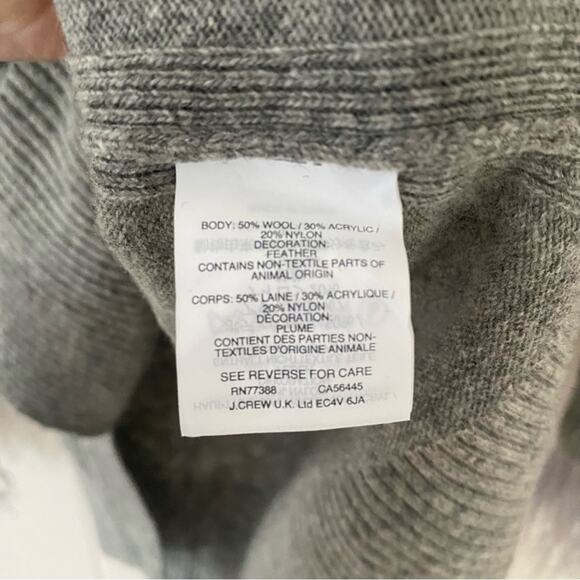 BODY: 50% WOOL / 30% ACRYLIC /
20% NYLON
DECORATION:
FEATHER
CONTAINS NON-TEXTILE PARTS OF
ANIMAL ORIGIN
CORPS: 50% LAINE / 30% ACRYLIQUE /
20% NYLON
DÉCORATION:
PLUME
CONTIENT DES PARTIES NON-
TEXTILES D'ORIGINE ANIMALE
SEE REVERSE FOR CARE
RN77388 CA56445
J.CREW U.K. Ltd EC4V 6JA